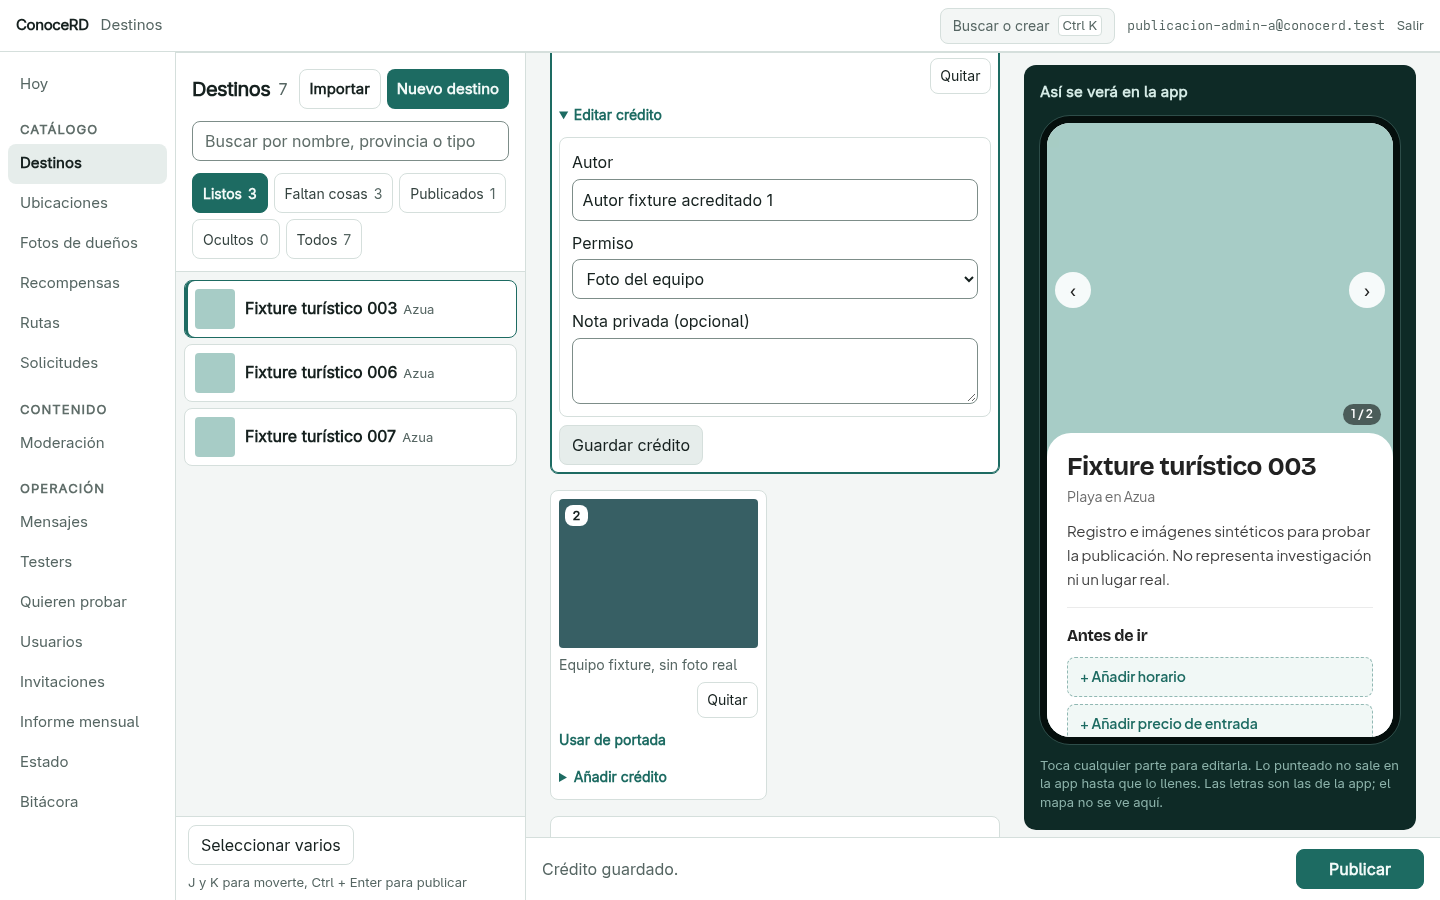 ConoceRD Destinos
Buscar o crear Ctrl K
publicacion-admin-a@conocerd.test
Salir
Hoy
CATÁLOGO
Destinos
Ubicaciones
Fotos de dueños
Recompensas
Rutas
Solicitudes
CONTENIDO
Moderación
OPERACIÓN
Mensajes
Testers
Quieren probar
Usuarios
Invitaciones
Informe mensual
Estado
Bitácora
Destinos 7
Importar
Nuevo destino
Buscar por nombre, provincia o tipo
Listos 3
Faltan cosas 3
Publicados 1
Ocultos 0
Todos 7
Fixture turístico 003 Azua
Fixture turístico 006 Azua
Fixture turístico 007 Azua
Seleccionar varios
J y K para moverte, Ctrl + Enter para publicar
Quitar
▼ Editar crédito
Autor
Autor fixture acreditado 1
Permiso
Foto del equipo
Nota privada (opcional)
Guardar crédito
2
Equipo fixture, sin foto real
Quitar
Usar de portada
▶ Añadir crédito
Crédito guardado.
Publicar
Así se verá en la app
‹ ›
1 / 2
Fixture turístico 003
Playa en Azua
Registro e imágenes sintéticos para probar
la publicación. No representa investigación
ni un lugar real.
Antes de ir
+ Añadir horario
+ Añadir precio de entrada
Toca cualquier parte para editarla. Lo punteado no sale en
la app hasta que lo llenes. Las letras son las de la app; el
mapa no se ve aquí.